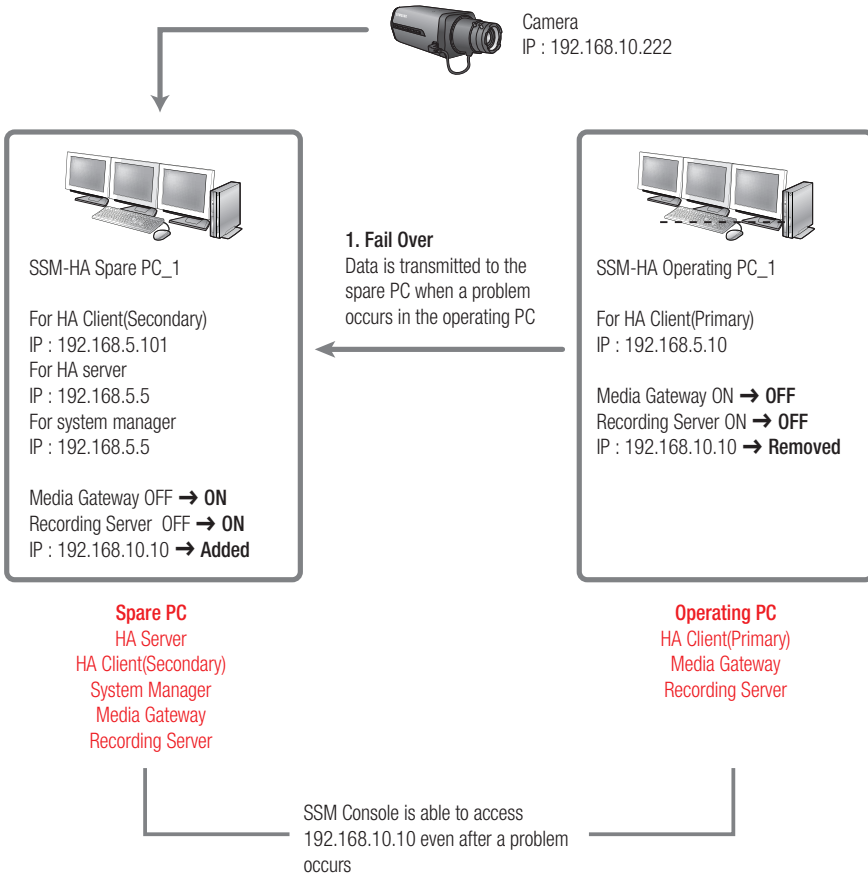 Camera
IP : 192.168.10.222
SSM-HA Spare PC_1
For HA Client(Secondary)
IP : 192.168.5.101
For HA server
IP : 192.168.5.5
For system manager
IP : 192.168.5.5
Media Gateway OFF ➔ ON
Recording Server OFF ➔ ON
IP : 192.168.10.10 ➔ Added
1. Fail Over
Data is transmitted to the
spare PC when a problem
occurs in the operating PC
SSM-HA Operating PC_1
For HA Client(Primary)
IP : 192.168.5.10
Media Gateway ON ➔ OFF
Recording Server ON ➔ OFF
IP : 192.168.10.10 ➔ Removed
Spare PC
HA Server
HA Client(Secondary)
System Manager
Media Gateway
Recording Server
Operating PC
HA Client(Primary)
Media Gateway
Recording Server
SSM Console is able to access
192.168.10.10 even after a problem
occurs